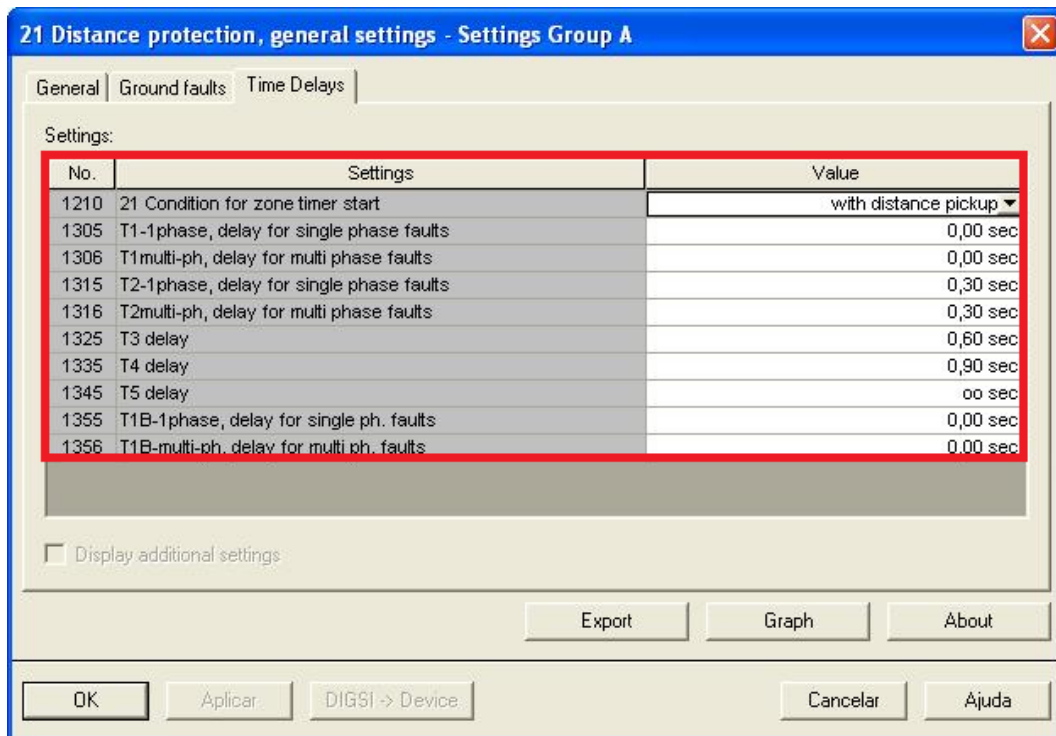 21 Distance protection, general settings - Settings Group A
General Ground faults Time Delays
Settings:
No. Settings Value
1210 21 Condition for zone timer start with distance pickup
1305 T1-1phase, delay for single phase faults 0,00 sec
1306 T1multi-ph, delay for multi phase faults 0,00 sec
1315 T2-1phase, delay for single phase faults 0,30 sec
1316 T2multi-ph, delay for multi phase faults 0,30 sec
1325 T3 delay 0,60 sec
1335 T4 delay 0,90 sec
1345 T5 delay oo sec
1355 T1B-1phase, delay for single ph. faults 0,00 sec
1356 T1B-multi-ph, delay for multi ph. faults 0,00 sec
Display additional settings
Export Graph About
OK Aplicar DIGSI -> Device Cancelar Ajuda